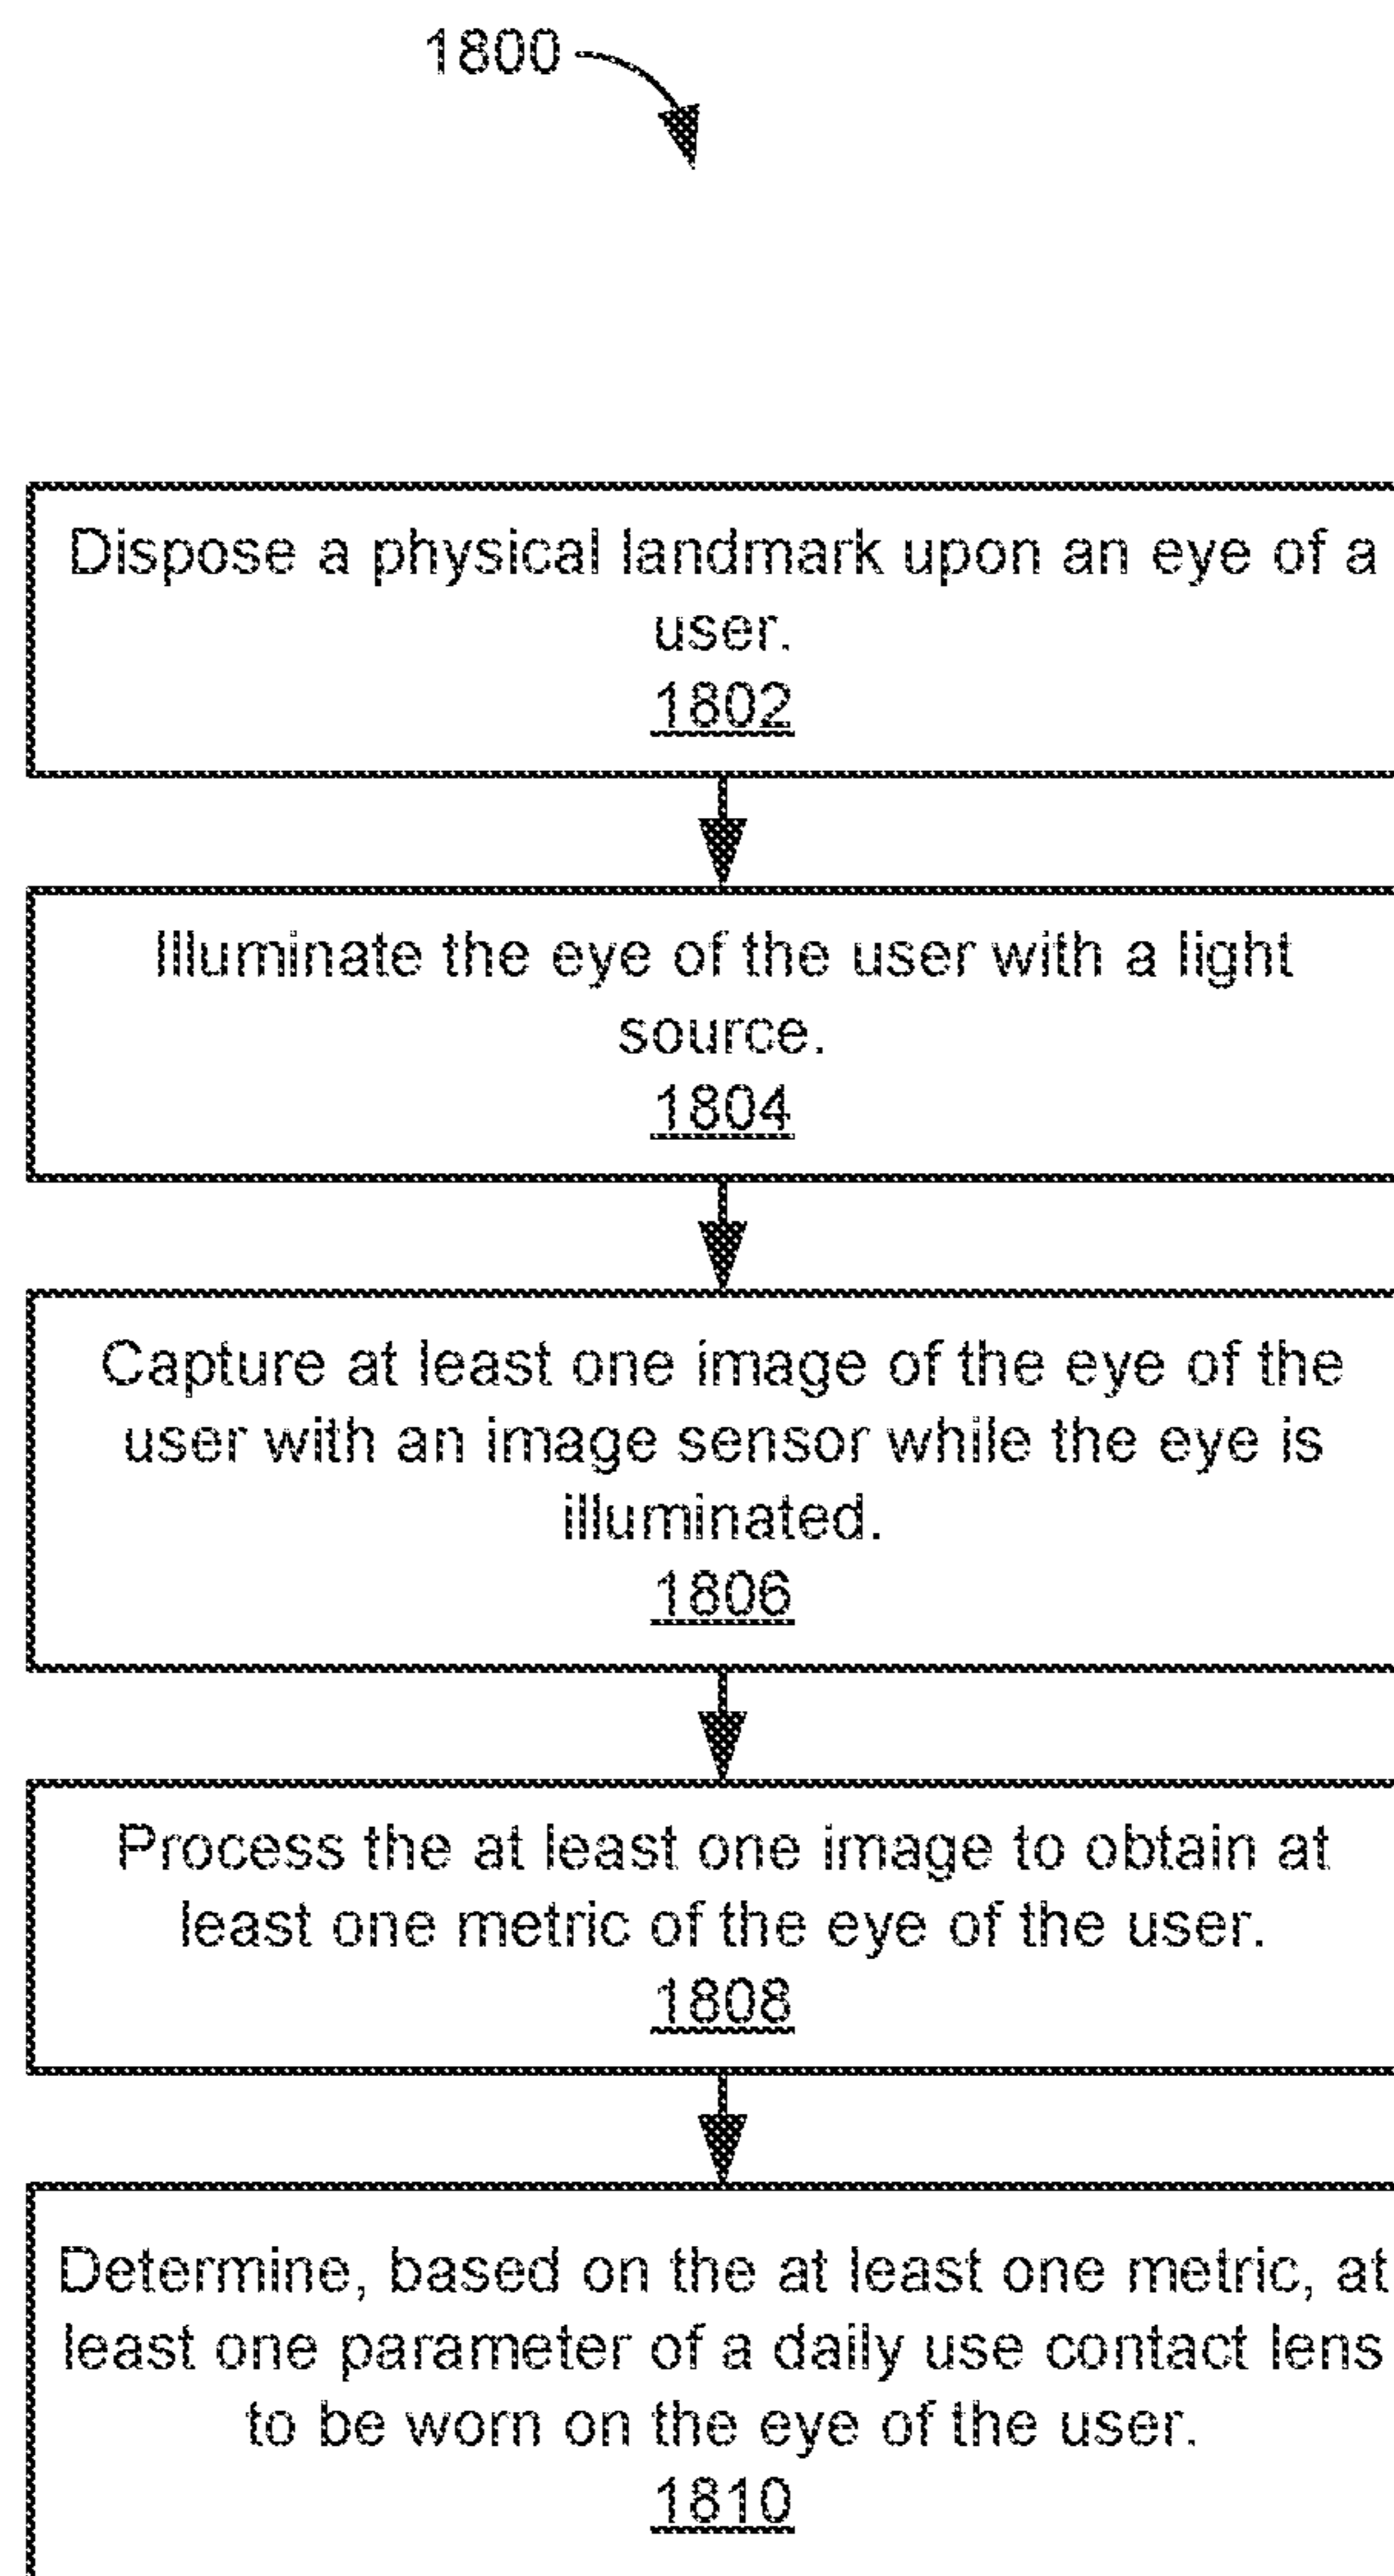 1800
Dispose a physical landmark upon an eye of a
user.
1802
Illuminate the eye of the user with a light
source.
1804
Capture at least one image of the eye of the
user with an image sensor while the eye is
illuminated.
1806
Process the at least one image to obtain at
least one metric of the eye of the user.
1808
Determine, based on the at least one metric, at
least one parameter of a daily use contact lens
to be worn on the eye of the user.
1810